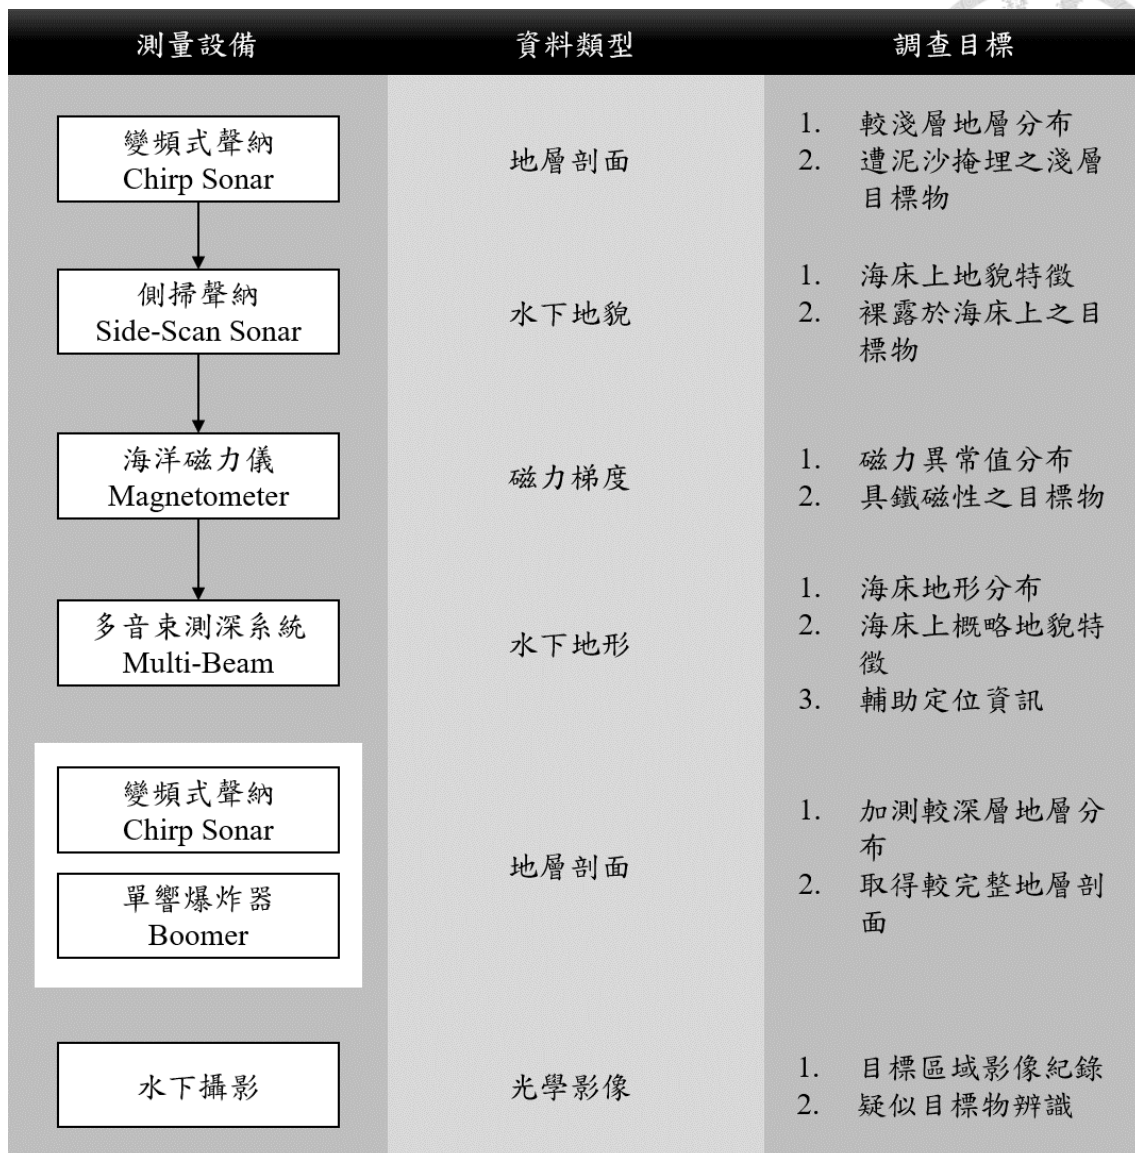 測量設備 資料類型 調查目標
變頻式聲納
Chirp Sonar
地層剖面
1. 較淺層地層分布
2. 遭泥沙掩埋之淺層
目標物
側掃聲納
Side-Scan Sonar
水下地貌
1. 海床上地貌特徵
2. 裸露於海床上之目
標物
海洋磁力儀
Magnetometer
磁力梯度
1. 磁力異常值分布
2. 具鐵磁性之目標物
多音束測深系統
Multi-Beam
水下地形
1. 海床地形分布
2. 海床上概略地貌特
徵
3. 輔助定位資訊
變頻式聲納
Chirp Sonar
單響爆炸器
Boomer
地層剖面
1. 加測較深層地層分
布
2. 取得較完整地層剖
面
水下攝影
光學影像
1. 目標區域影像紀錄
2. 疑似目標物辨識